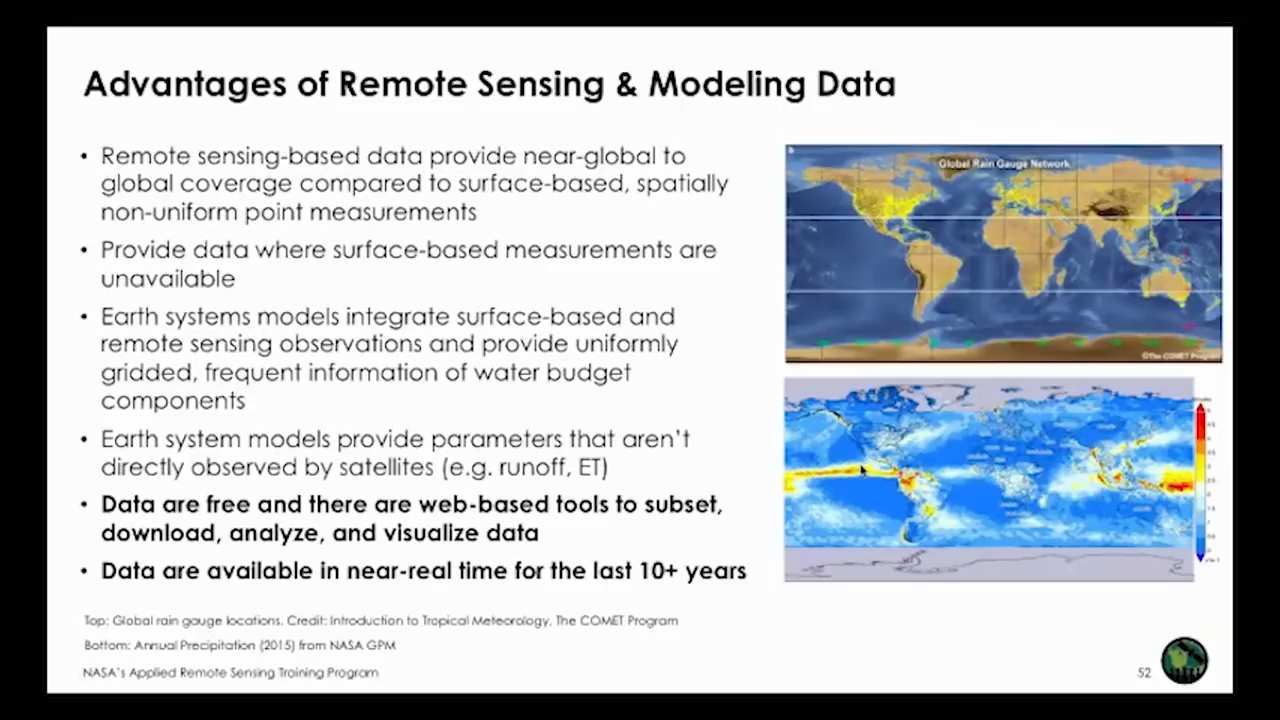 Advantages of Remote Sensing & Modeling Data
• Remote sensing-based data provide near-global to
global coverage compared to surface-based, spatially
non-uniform point measurements
• Provide data where surface-based measurements are
unavailable
• Earth systems models integrate surface-based and
remote sensing observations and provide uniformly
gridded, frequent information of water budget
components
• Earth system models provide parameters that aren't
directly observed by satellites (e.g. runoff, ET)
• Data are free and there are web-based tools to subset,
download, analyze, and visualize data
• Data are available in near-real time for the last 10+ years
Global Rain Gauge Network
©The COMET Program
Top: Global rain gauge locations. Credit: Introduction to Tropical Meteorology, The COMET Program
Bottom: Annual Precipitation (2015) from NASA GPM
NASA's Applied Remote Sensing Training Program
52